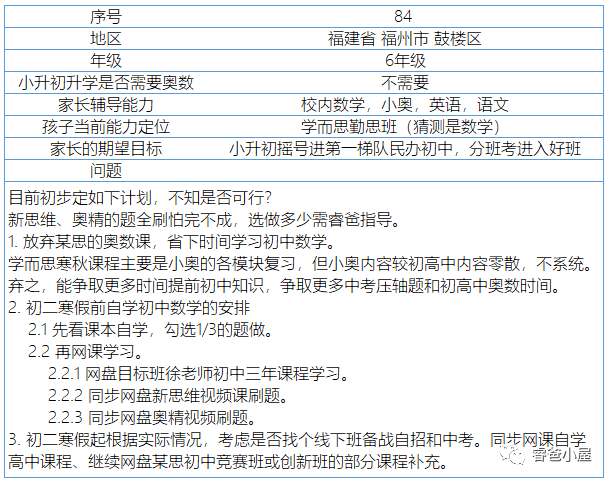 序号 84
地区 福建省 福州市 鼓楼区
年级 6年级
小升初升学是否需要奥数 不需要
家长辅导能力 校内数学，小奥，英语，语文
孩子当前能力定位 学而思勤思班（猜测是数学）
家长的期望目标 小升初摇号进第一梯队民办初中，分班考进入好班
问题
目前初步定如下计划，不知是否可行？
新思维、奥精的题全刷怕完不成，选做多少需睿爸指导。
1. 放弃某思的奥数课，省下时间学习初中数学。
学而思寒秋课程主要是小奥的各模块复习，但小奥内容较初高中内容零散，不系统。
弃之，能争取更多时间提前初中知识，争取更多中考压轴题和初高中奥数时间。
2. 初二寒假前自学初中数学的安排
2.1 先看课本自学，勾选1/3的题做。
2.2 再网课学习。
2.2.1 网盘目标班徐老师初中三年课程学习。
2.2.2 同步网盘新思维视频课刷题。
2.2.3 同步网盘奥精视频刷题。
3. 初二寒假起根据实际情况，考虑是否找个线下班备战自招和中考。同步网课自学
高中课程、继续网盘某思初中竞赛班或创新班的部分课程补充。
睿爸小屋